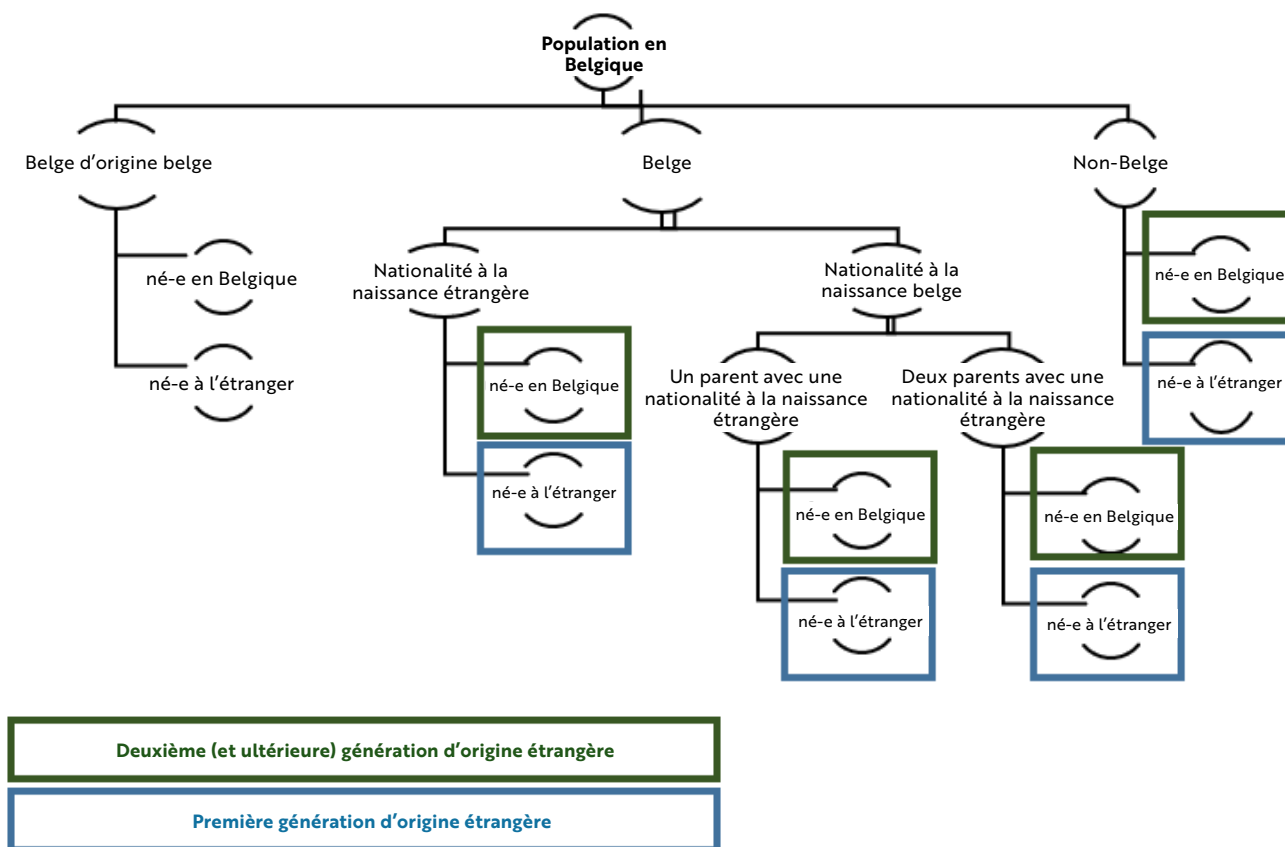 Population en
Belgique
Belge d'origine belge
Belge
Non-Belge
né-e en Belgique
né-e à l'étranger
Nationalité à la
naissance étrangère
né-e en Belgique
né-e à l'étranger
Nationalité à la
naissance belge
Un parent avec une
nationalité à la naissance
étrangère
né-e en Belgique
né-e à l'étranger
Deux parents avec une
nationalité à la naissance
étrangère
né-e en Belgique
né-e à l'étranger
né-e en Belgique
né-e à l'étranger
Deuxième (et ultérieure) génération d'origine étrangère
Première génération d'origine étrangère